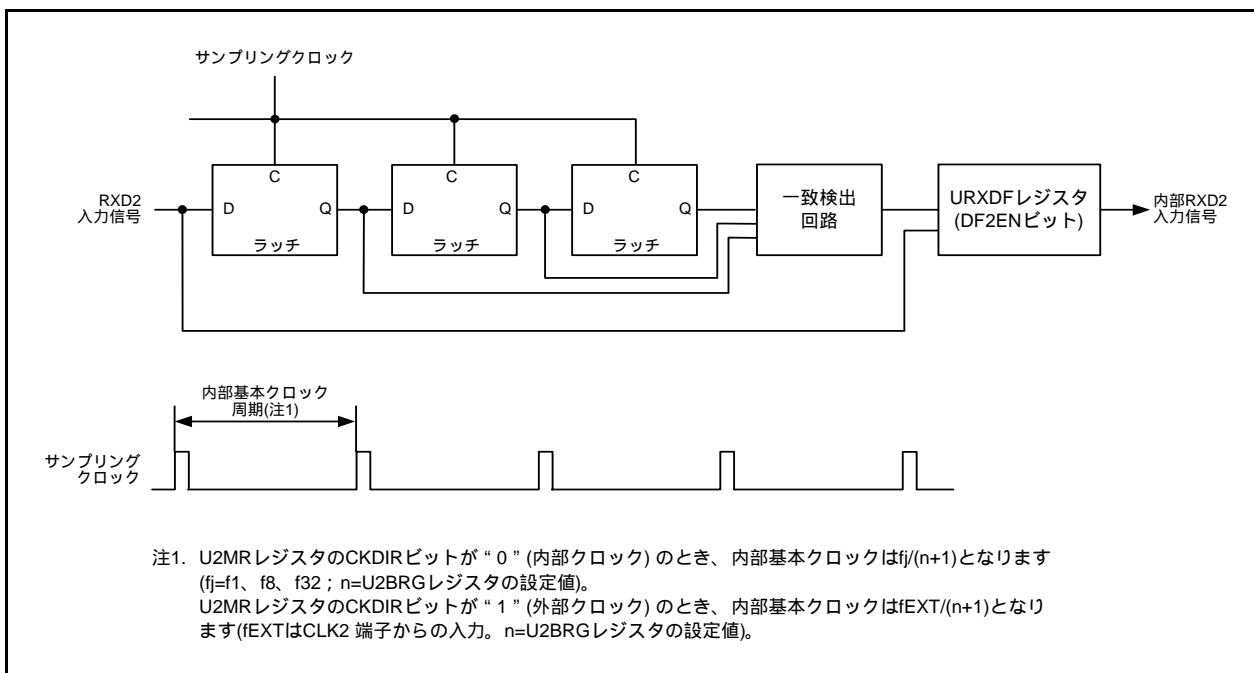 サンプリングクロック
C
C
C
RXD2
入力信号
D
Q
D
Q
D
Q
ラッチ
ラッチ
ラッチ
一致検出
回路
URXDFレジスタ
(DF2ENビット)
内部RXD2
入力信号
内部基本クロック
周期(注1)
サンプリング
クロック
注1. U2MRレジスタのCKDIRビットが“0”(内部クロック) のとき、内部基本クロックはfj/(n+1)となります
(fj=f1、f8、f32；n=U2BRGレジスタの設定値)。
U2MRレジスタのCKDIRビットが“1”(外部クロック) のとき、内部基本クロックはfEXT/(n+1)となり
ます(fEXTはCLK2 端子からの入力。n=U2BRGレジスタの設定値)。